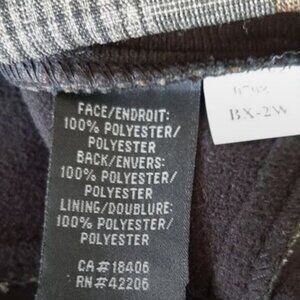 FACE/ENDROIT:
100% POLYESTER/
POLYESTER
BACK/ENVERS:
100% POLYESTER/
POLYESTER
LINING/DOUBLURE:
100% POLYESTER/
POLYESTER
CA#18406
RN#42206
BX-2W